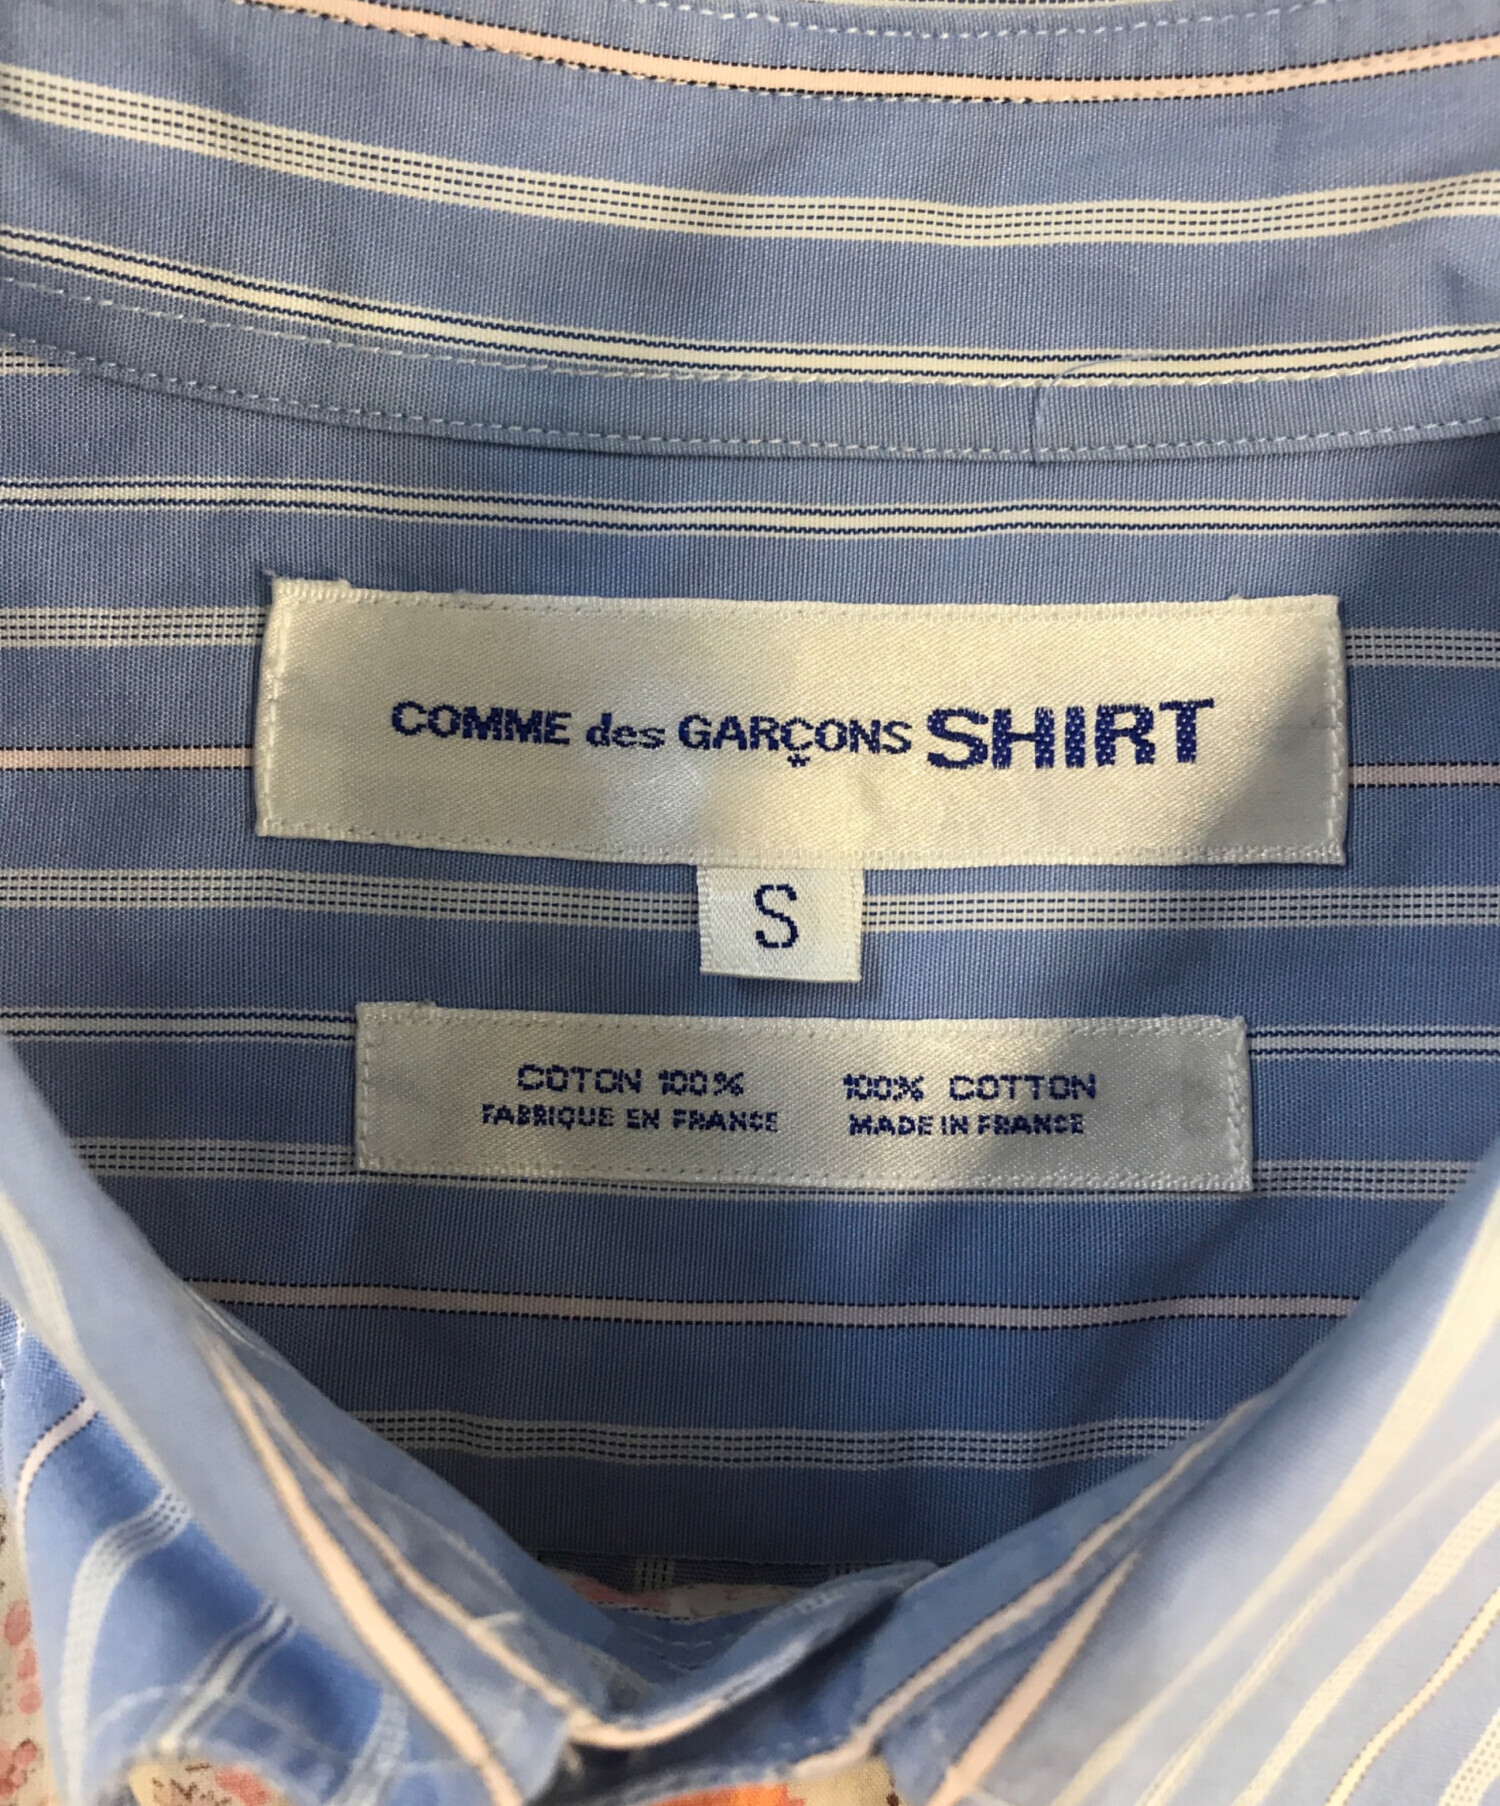 COMME des GARÇONS SHIRT
S
COTON 100% 100% COTTON
FABRIQUE EN FRANCE MADE IN FRANCE